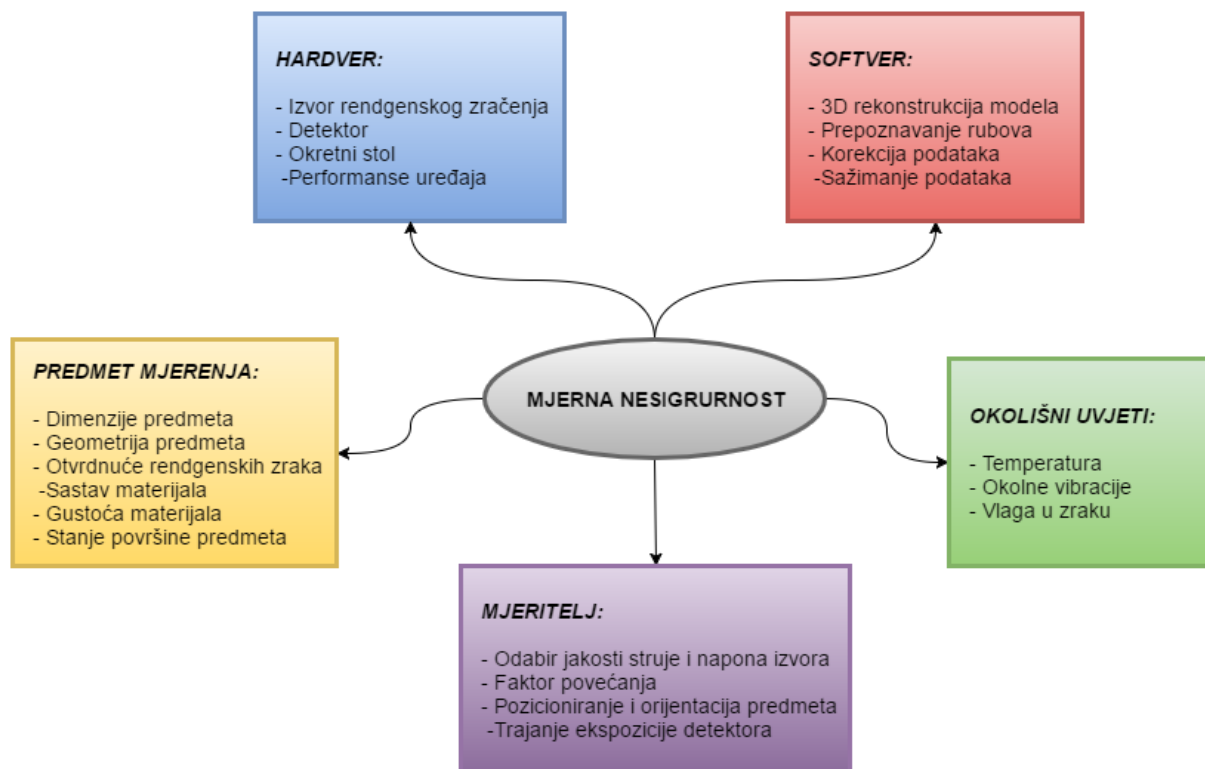 HARDVER:
- Izvor rendgenskog zračenja
- Detektor
- Okretni stol
-Performanse uređaja
SOFTVER:
- 3D rekonstrukcija modela
- Prepoznavanje rubova
- Korekcija podataka
-Sažimanje podataka
PREDMET MJERENJA:
- Dimenzije predmeta
- Geometrija predmeta
- Otvrdnuće rendgenskih zraka
-Sastav materijala
- Gustoća materijala
- Stanje površine predmeta
MJERNA NESIGRURNOST
OKOLIŠNI UVJETI:
- Temperatura
- Okolne vibracije
- Vlaga u zraku
MJERITELJ:
- Odabir jakosti struje i napona izvora
- Faktor povećanja
- Pozicioniranje i orijentacija predmeta
-Trajanje ekspozicije detektora